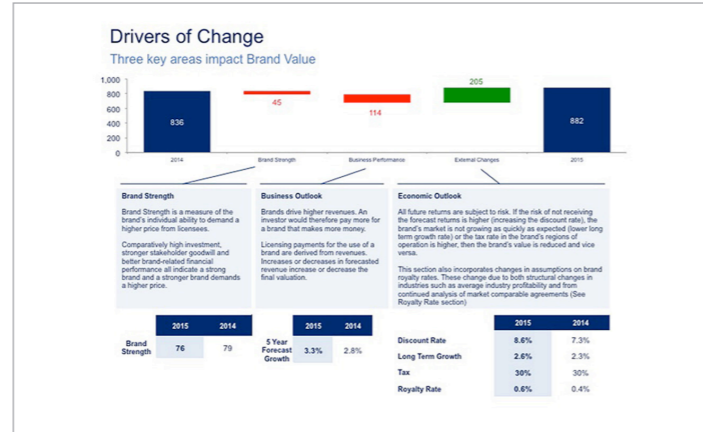 Drivers of Change
Three key areas impact Brand Value
1,000
800
600
400
200
0
836
45
114
205
882
2014
Brand Strength
Business Performance
External Changes
2015
Brand Strength
Brand Strength is a measure of the
brand's individual ability to demand a
higher price from licensees.
Comparatively high investment,
stronger stakeholder goodwill and
better brand-related financial
performance all indicate a strong
brand and a stronger brand demands
a higher price.
Business Outlook
Brands drive higher revenues. An
investor would therefore pay more for
a brand that makes more money.
Licensing payments for the use of a
brand are derived from revenues.
Increases or decreases in forecasted
revenue increase or decrease the
final valuation.
Economic Outlook
All future returns are subject to risk. If the risk of not receiving
the forecast returns is higher (increasing the discount rate), the
brand's market is not growing as quickly as expected (lower long
term growth rate) or the tax rate in the brand's regions of
operation is higher, then the brand's value is reduced and vice
versa.
This section also incorporates changes in assumptions on brand
royalty rates. These change due to both structural changes in
industries such as average industry profitability and from
continued analysis of market comparable agreements (See
Royalty Rate section)
2015 2014
Brand
Strength
76 79
2015 2014
5 Year
Forecast
Growth
3.3% 2.8%
2015 2014
Discount Rate 8.6% 7.3%
Long Term Growth 2.6% 2.3%
Tax 30% 30%
Royalty Rate 0.6% 0.4%